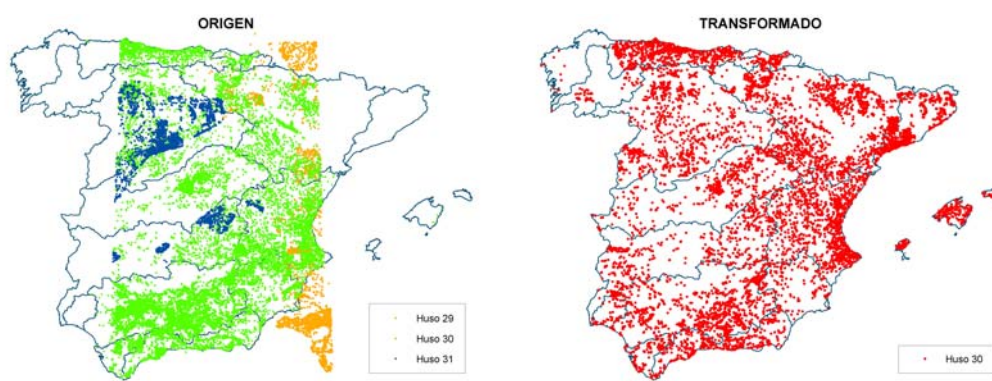 ORIGEN
Huso 29
Huso 30
Huso 31
TRANSFORMADO
Huso 30